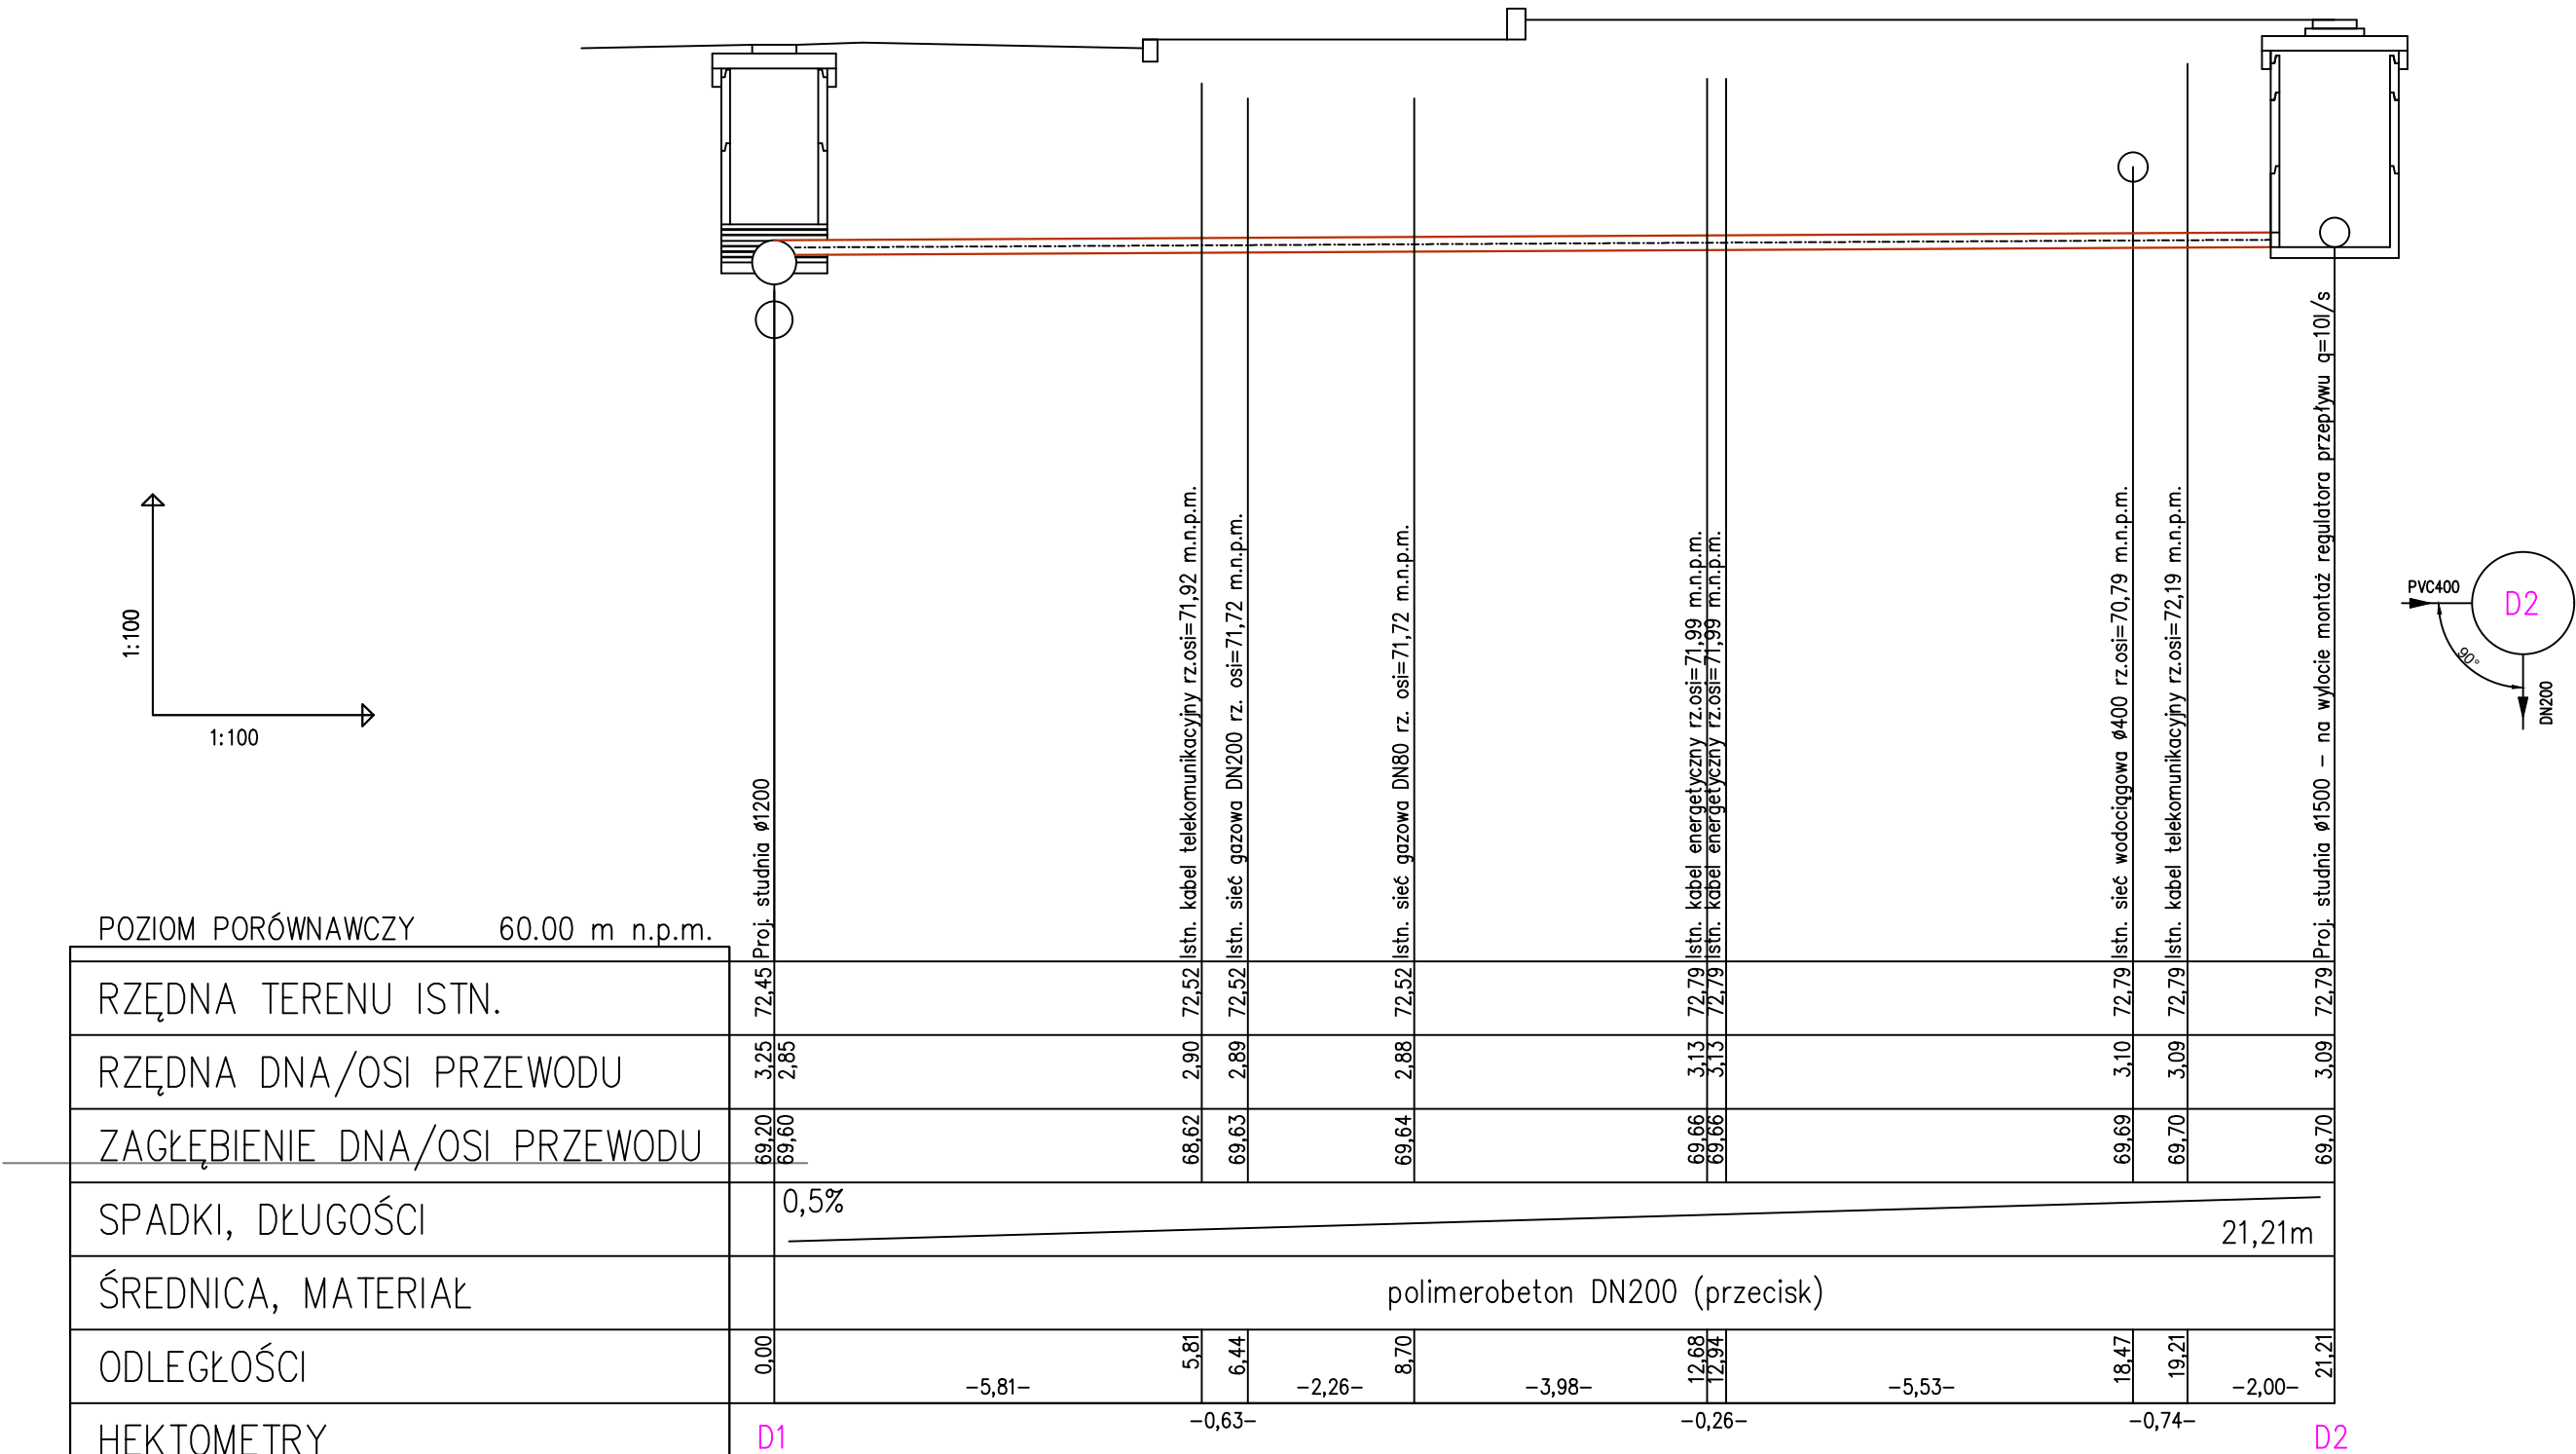 1:100
1:100
Proj. studnia ø1200
Istn. kabel telekomunikacyjny rz.osi=71,92 m.n.p.m.
Istn. sieć gazowa DN200 rz. osi=71,72 m.n.p.m.
Istn. sieć gazowa DN80 rz. osi=71,72 m.n.p.m.
Istn. kabel energetyczny rz.osi=71,99 m.n.p.m.
Istn. kabel energetyczny rz.osi=71,99 m.n.p.m.
Istn. sieć wodociągowa ø400 rz.osi=70,79 m.n.p.m.
Istn. kabel telekomunikacyjny rz.osi=72,19 m.n.p.m.
Proj. studnia ø1500 - na wylocie montaż regulatora przepływu q=10l/s
PVC400
D2
90°
DN200
POZIOM PORÓWNAWCZY 60.00 m n.p.m.
RZĘDNA TERENU ISTN. 72,45 72,52 72,52 72,52 72,79 72,79 72,79 72,79 72,79
RZĘDNA DNA/OSI PRZEWODU 3,25 2,85 2,90 2,89 2,88 3,13 3,13 3,10 3,09 3,09
ZAGŁĘBIENIE DNA/OSI PRZEWODU 69,20 69,60 68,62 69,63 69,64 69,66 69,66 69,69 69,70 69,70
SPADKI, DŁUGOŚCI 0,5% 21,21m
ŚREDNICA, MATERIAŁ polimerobeton DN200 (przecisk)
ODLEGŁOŚCI 0,00 5,81 6,44 8,70 12,68 12,94 18,47 19,21 21,21
-5,81- -2,26- -3,98- -5,53- -2,00-
-0,63- -0,26- -0,74-
HEKTOMETRY D1 D2